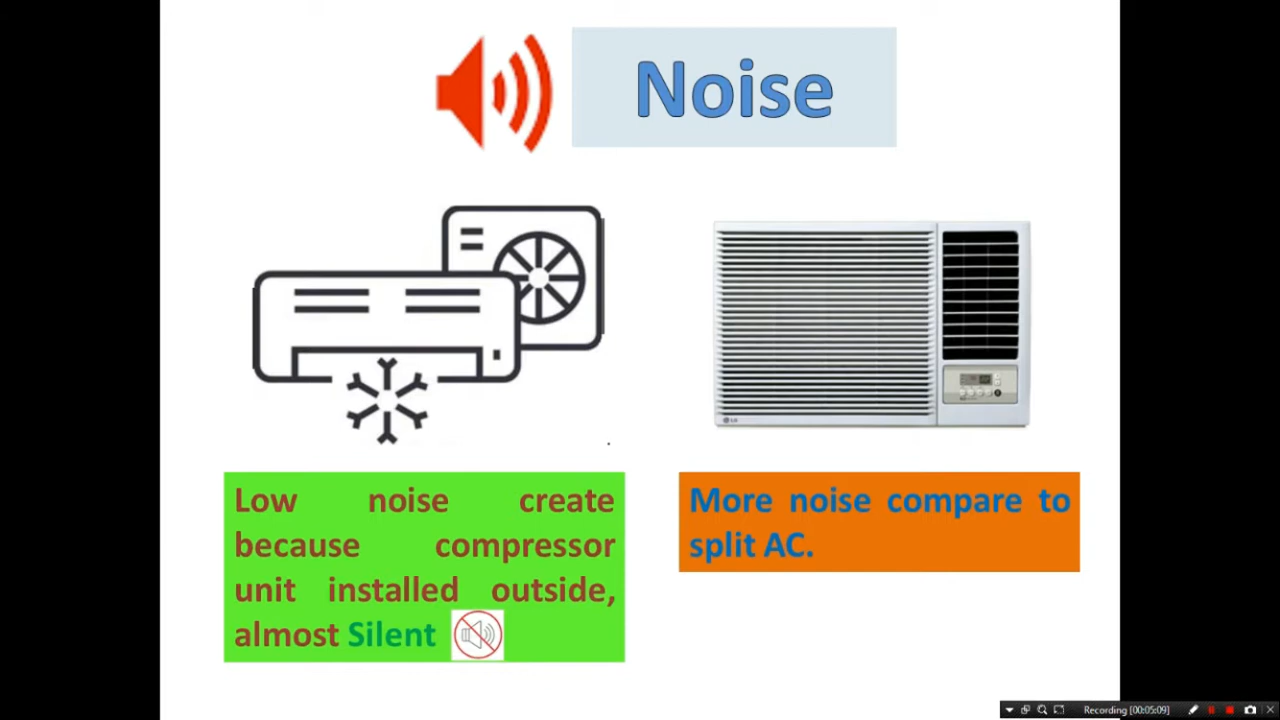 Noise
Low noise create
because compressor
unit installed outside,
almost Silent
More noise compare to
split AC.
LG
Recording [00:05:09]